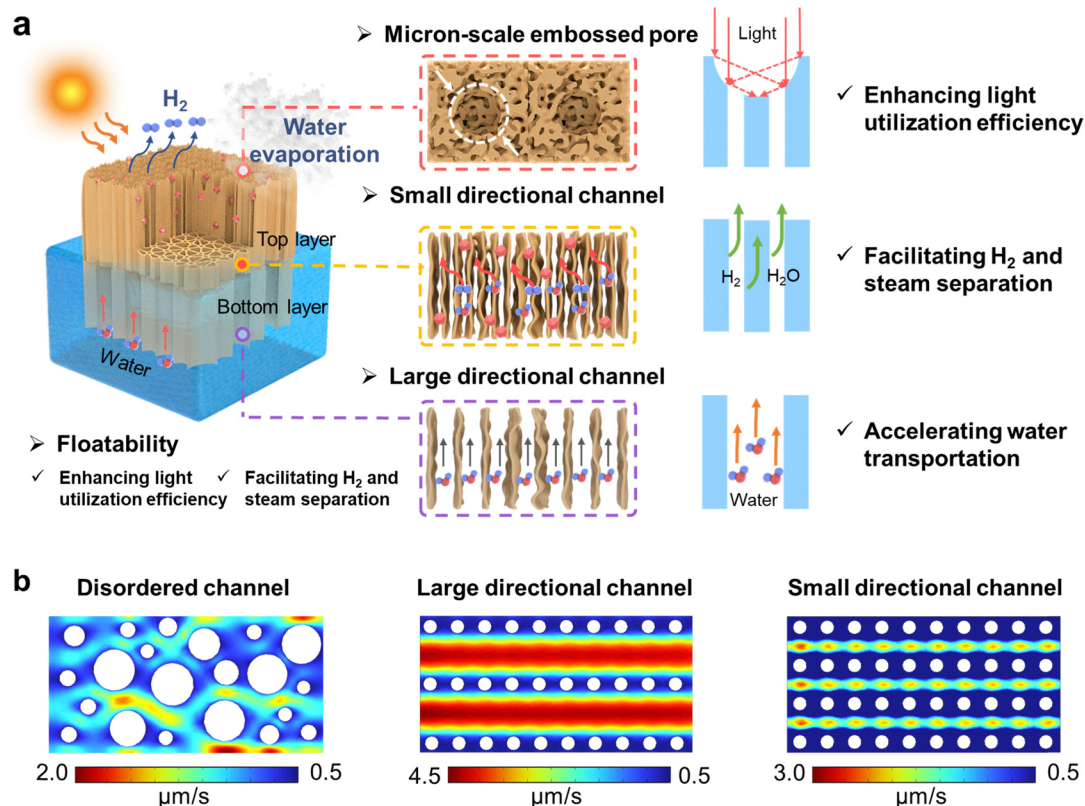 a
H₂
Water
evaporation
Top layer
Bottom layer
Water
➢ Floatability
✓ Enhancing light
utilization efficiency
✓ Facilitating H₂ and
steam separation
➢ Micron-scale embossed pore
Light
✓ Enhancing light
utilization efficiency
➢ Small directional channel
H₂
H₂O
✓ Facilitating H₂ and
steam separation
➢ Large directional channel
Water
✓ Accelerating water
transportation
b
Disordered channel
2.0 0.5
μm/s
Large directional channel
4.5 0.5
μm/s
Small directional channel
3.0 0.5
μm/s